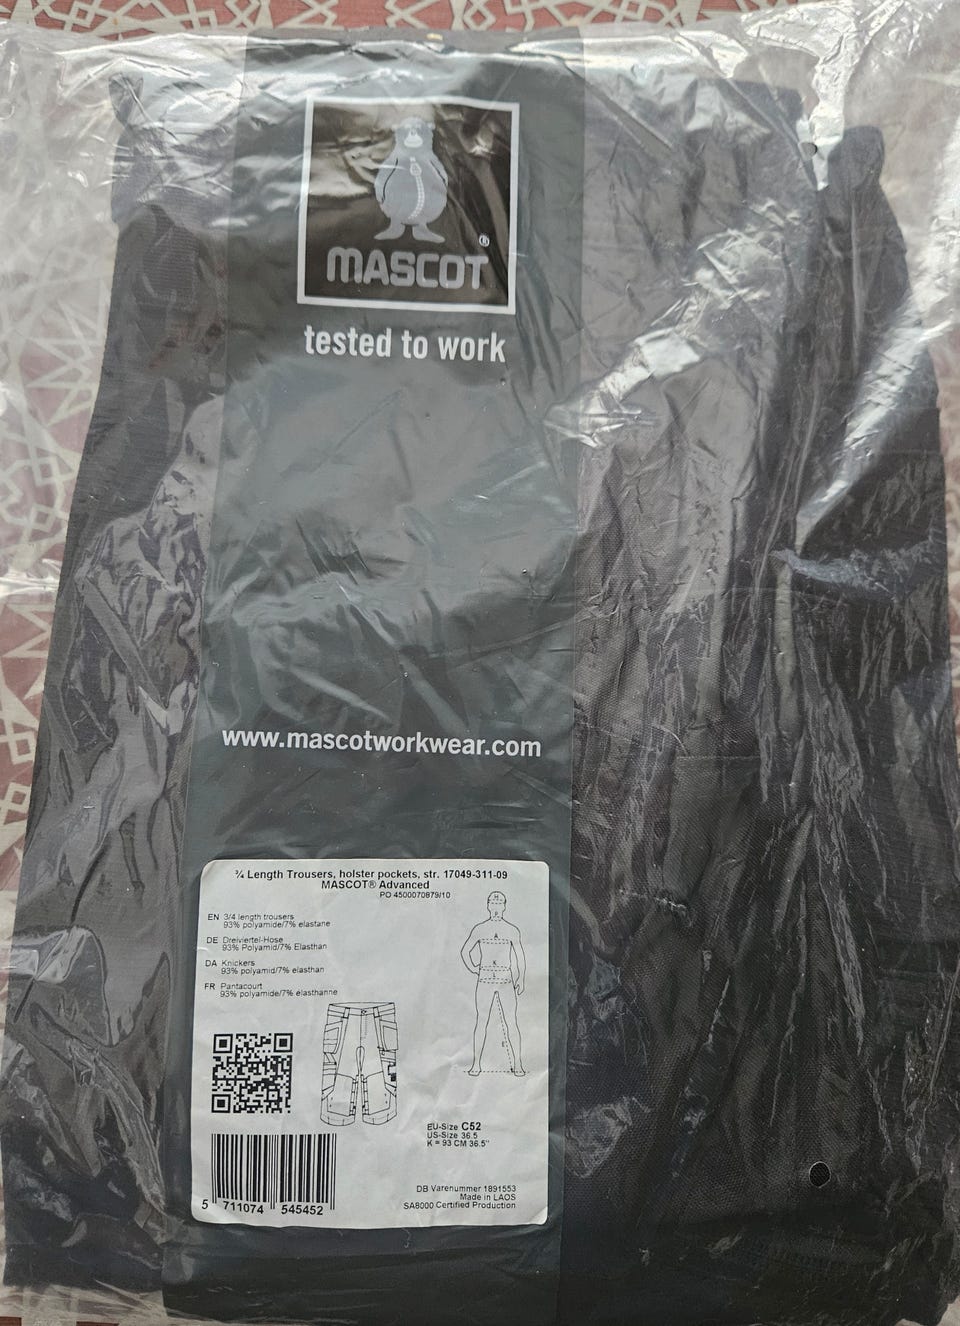 MASCOT®
tested to work
www.mascotworkwear.com
¾ Length Trousers, holster pockets, str. 17049-311-09
MASCOT® Advanced
PO 4500070879/10
EN 3/4 length trousers
93% polyamide/7% elastane
DE Dreiviertel-Hose
93% Polyamid/7% Elasthan
DA Knickers
93% polyamid/7% elasthan
FR Pantacourt
93% polyamide/7% élasthanne
H
P
A
K
L
E
EU-Size C52
US-Size 36.5
K = 93 CM 36.5"
DB Varenummer 1891553
Made in LAOS
SA8000 Certified Production
5 711074 545452